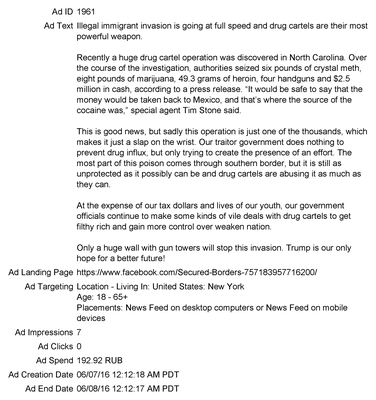 Ad ID 1961
Ad Text Illegal immigrant invasion is going at full speed and drug cartels are their most
powerful weapon.
Recently a huge drug cartel operation was discovered in North Carolina. Over
the course of the investigation, authorities seized six pounds of crystal meth,
eight pounds of marijuana, 49.3 grams of heroin, four handguns and $2.5
million in cash, according to a press release. “It would be safe to say that the
money would be taken back to Mexico, and that’s where the source of the
cocaine was,” special agent Tim Stone said.
This is good news, but sadly this operation is just one of the thousands, which
makes it just a slap on the wrist. Our traitor government does nothing to
prevent drug influx, but only trying to create the presence of an effort. The
most part of this poison comes through southern border, but it is still as
unprotected as it possibly can be and drug cartels are abusing it as much as
they can.
At the expense of our tax dollars and lives of our youth, our government
officials continue to make some kinds of vile deals with drug cartels to get
filthy rich and gain more control over weaken nation.
Only a huge wall with gun towers will stop this invasion. Trump is our only
hope for a better future!
Ad Landing Page https://www.facebook.com/Secured-Borders-757183957716200/
Ad Targeting Location - Living In: United States: New York
Age: 18 - 65+
Placements: News Feed on desktop computers or News Feed on mobile
devices
Ad Impressions 7
Ad Clicks 0
Ad Spend 192.92 RUB
Ad Creation Date 06/07/16 12:12:18 AM PDT
Ad End Date 06/08/16 12:12:17 AM PDT